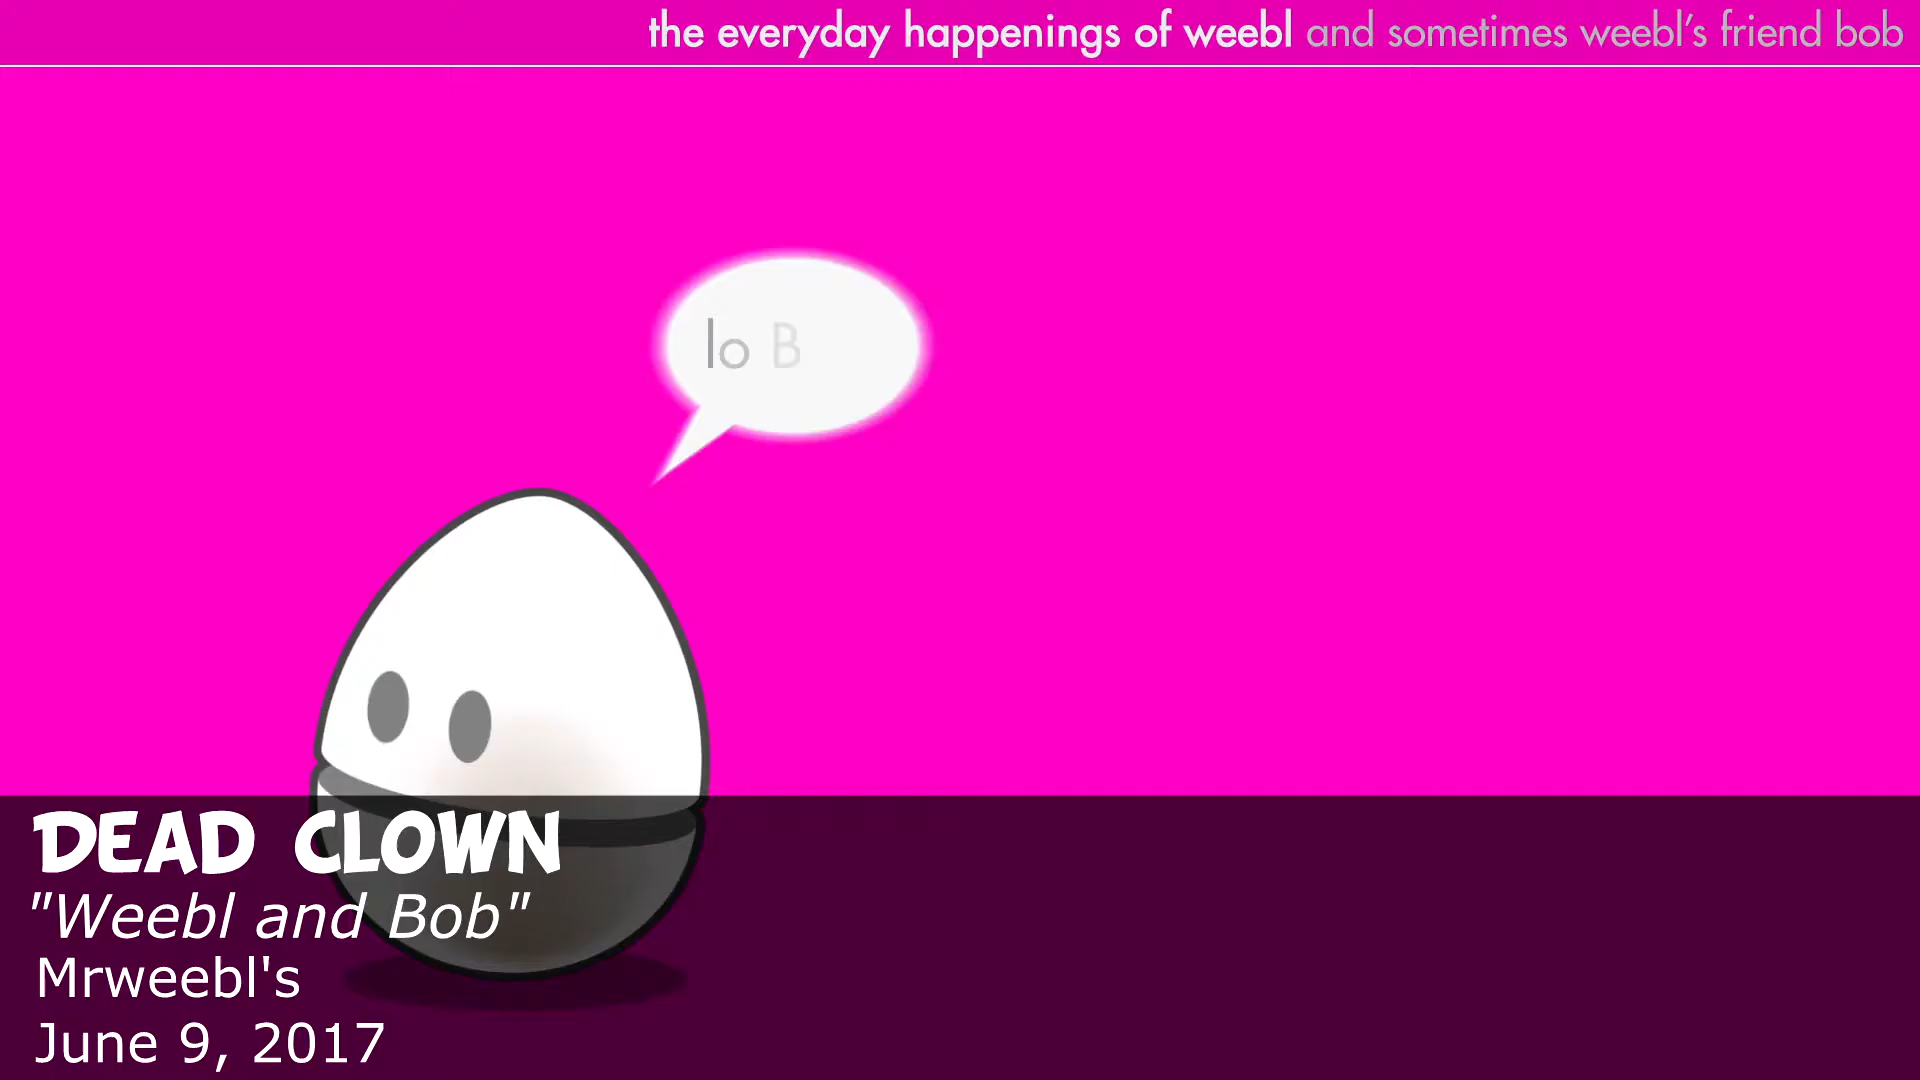 the everyday happenings of weebl and sometimes weebl's friend bob
lo B
DEAD CLOWN
"Weebl and Bob"
Mrweebl's
June 9, 2017